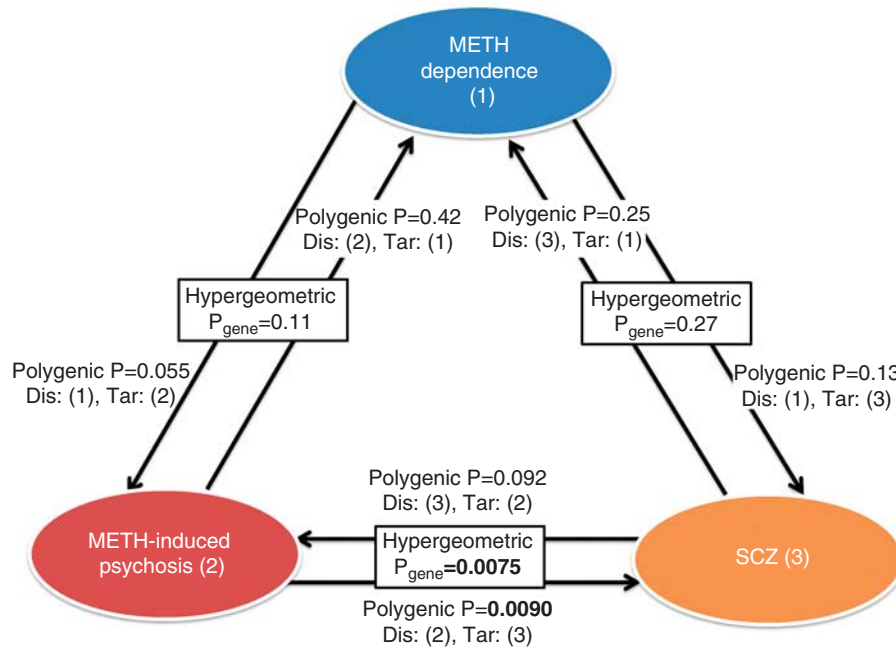 METH
dependence
(1)
Polygenic P=0.42
Dis: (2), Tar: (1)
Polygenic P=0.25
Dis: (3), Tar: (1)
Hypergeometric
Pgene=0.11
Hypergeometric
Pgene=0.27
Polygenic P=0.055
Dis: (1), Tar: (2)
Polygenic P=0.13
Dis: (1), Tar: (3)
Polygenic P=0.092
Dis: (3), Tar: (2)
METH-induced
psychosis (2)
Hypergeometric
Pgene=0.0075
SCZ (3)
Polygenic P=0.0090
Dis: (2), Tar: (3)